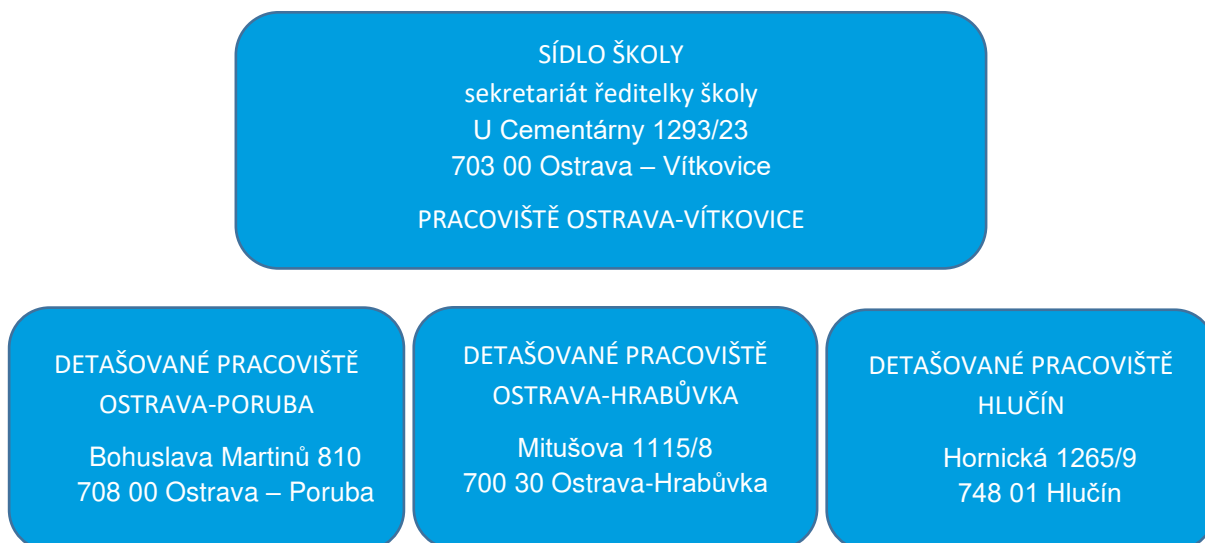 SÍDLO ŠKOLY
sekretariát ředitelky školy
U Cementárny 1293/23
703 00 Ostrava – Vítkovice
PRACOVIŠTĚ OSTRAVA-VÍTKOVICE
DETAŠOVANÉ PRACOVIŠTĚ
OSTRAVA-PORUBA
Bohuslava Martinů 810
708 00 Ostrava – Poruba
DETAŠOVANÉ PRACOVIŠTĚ
OSTRAVA-HRABŮVKA
Mitušova 1115/8
700 30 Ostrava-Hrabůvka
DETAŠOVANÉ PRACOVIŠTĚ
HLUČÍN
Hornická 1265/9
748 01 Hlučín